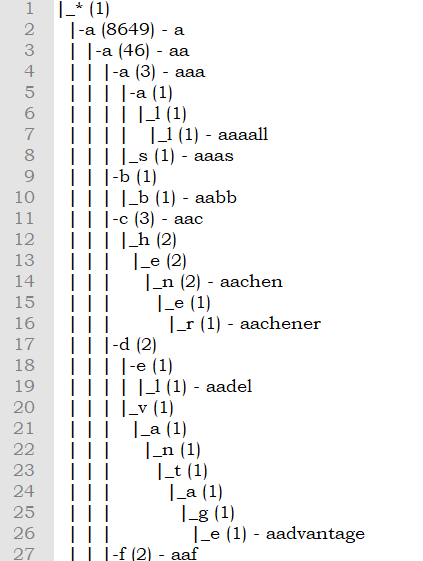 1 |_* (1)
2 |-a (8649) - a
3 | |-a (46) - aa
4 | | |-a (3) - aaa
5 | | | |-a (1)
6 | | | | |_l (1)
7 | | | |   |_l (1) - aaaall
8 | | | |_s (1) - aaas
9 | | |-b (1)
10 | | | |_b (1) - aabb
11 | | |-c (3) - aac
12 | | | |_h (2)
13 | | |   |_e (2)
14 | | |     |_n (2) - aachen
15 | | |       |_e (1)
16 | | |         |_r (1) - aachener
17 | | |-d (2)
18 | | | |-e (1)
19 | | | | |_l (1) - aadel
20 | | | |_v (1)
21 | | |   |_a (1)
22 | | |     |_n (1)
23 | | |       |_t (1)
24 | | |         |_a (1)
25 | | |           |_g (1)
26 | | |             |_e (1) - aadvantage
27 | | |-f (2) - aaf